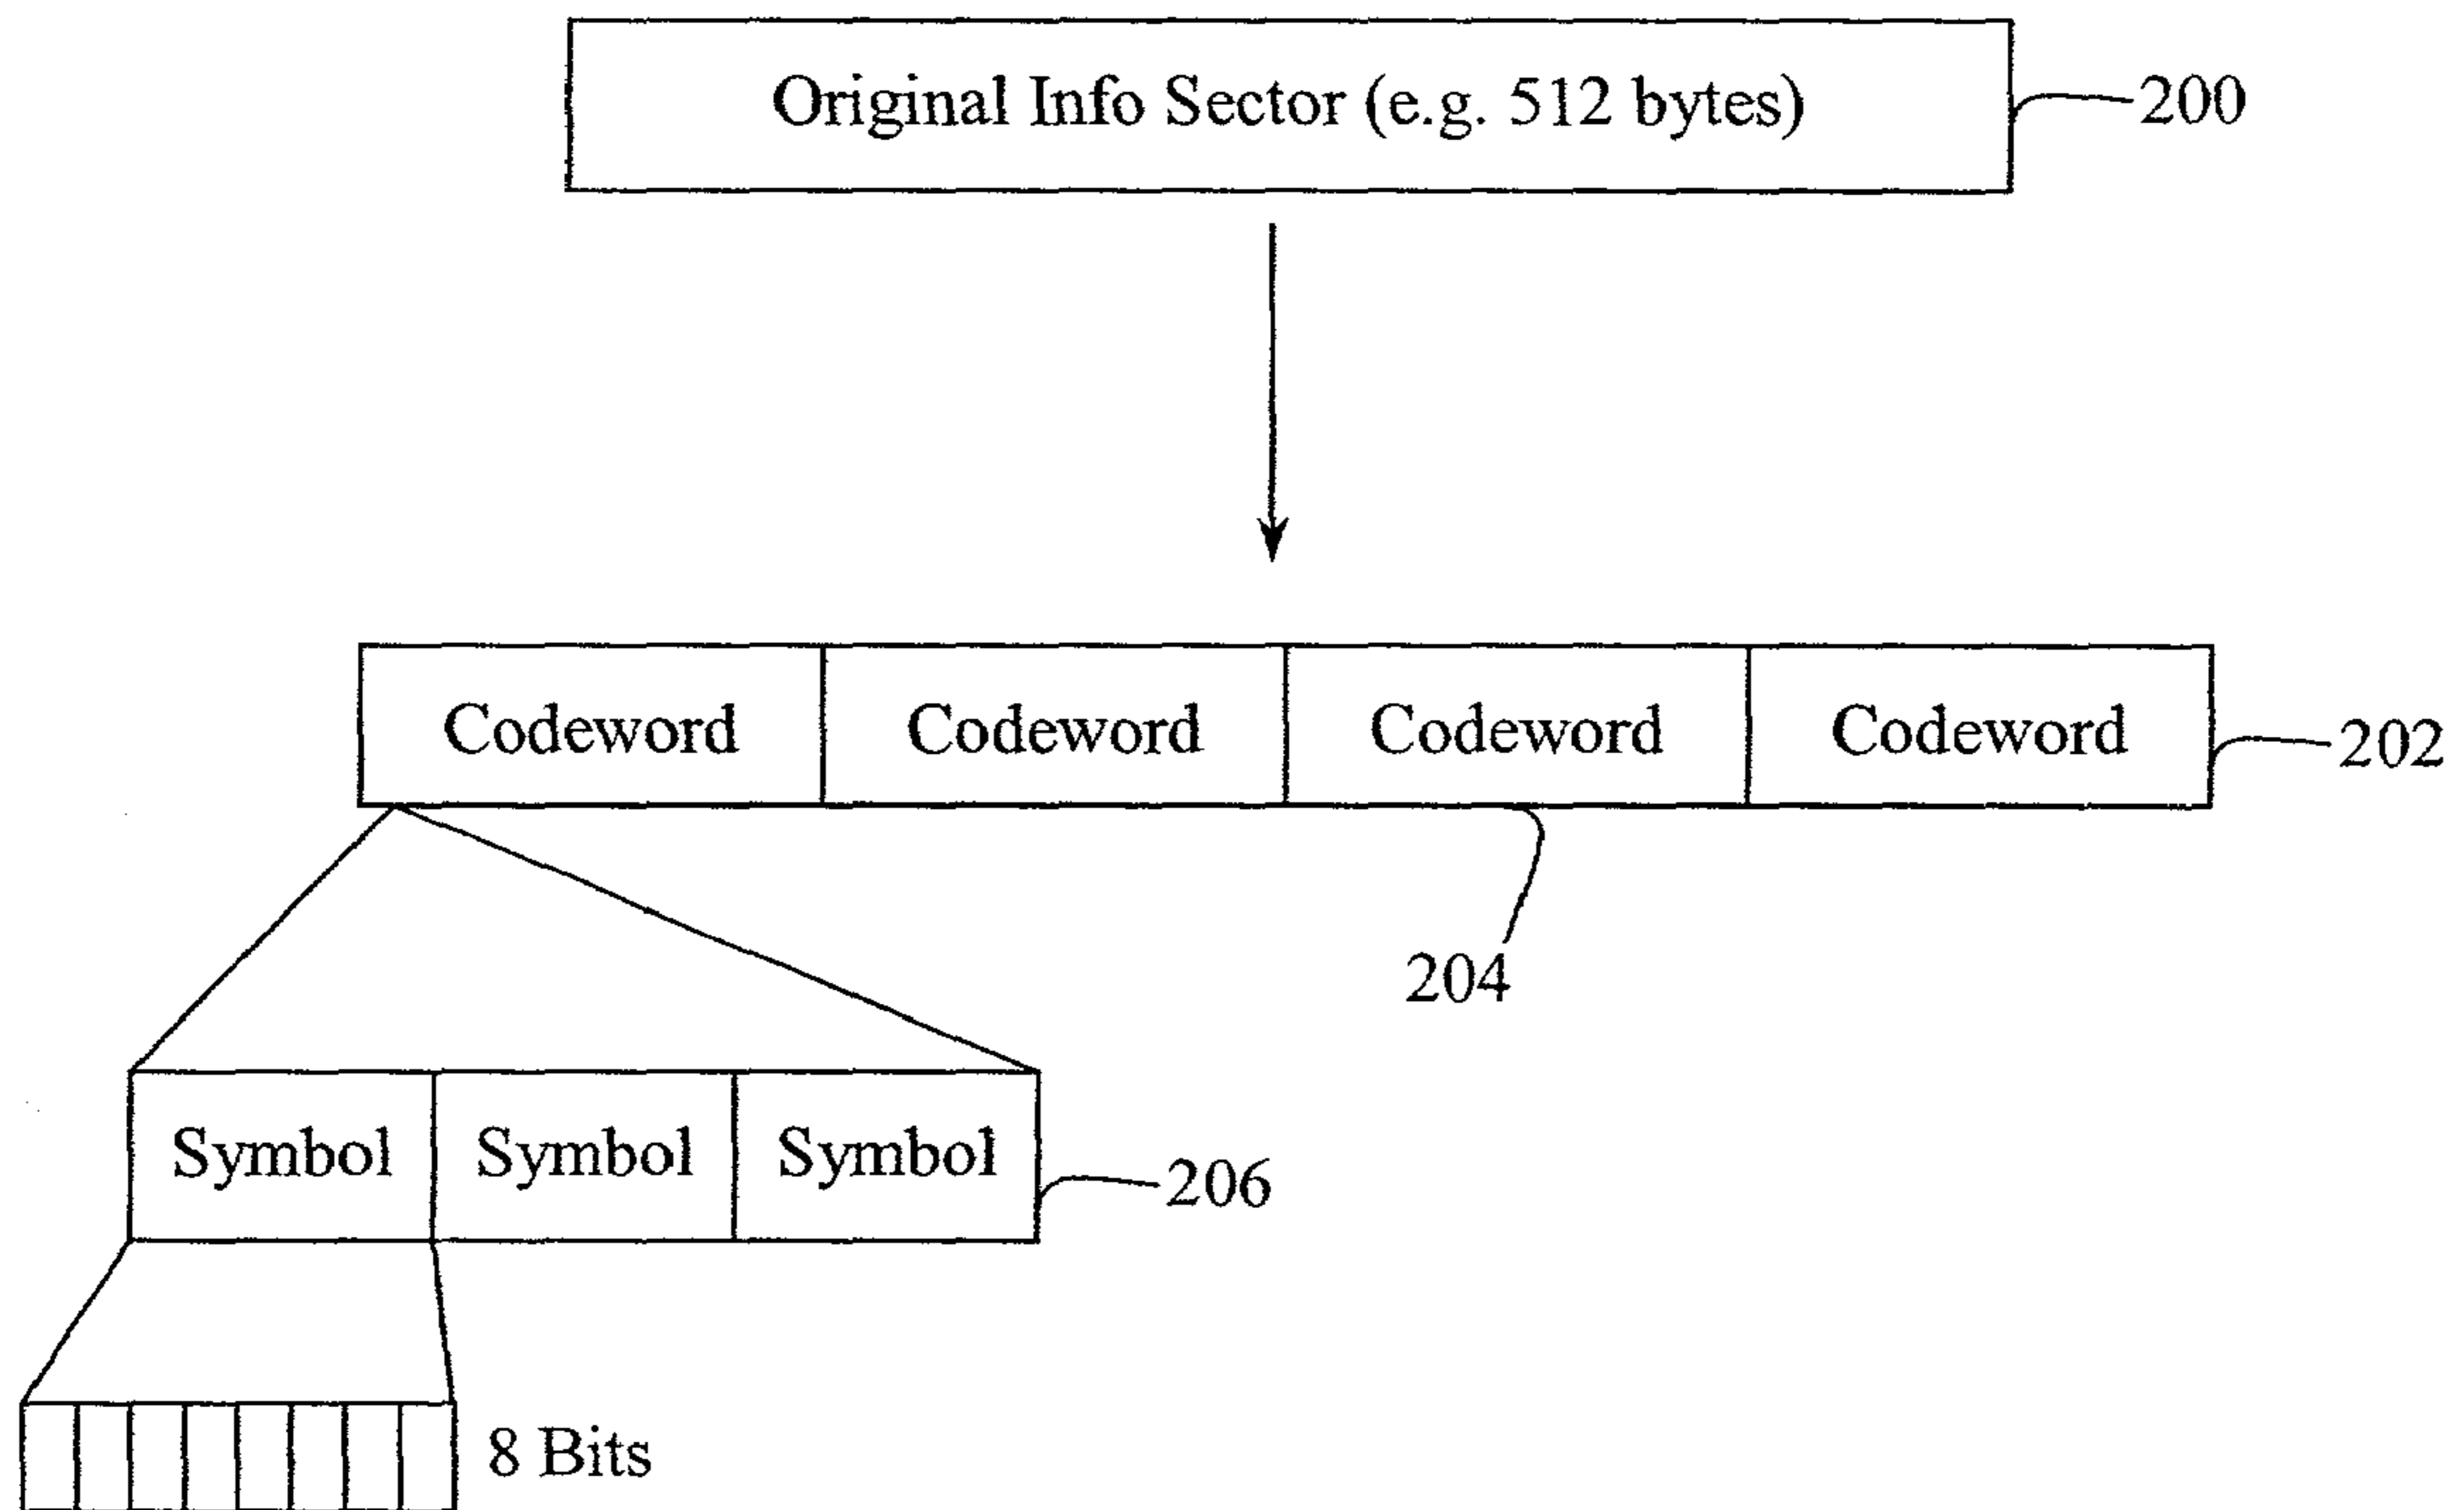 Original Info Sector (e.g. 512 bytes)
200
Codeword Codeword Codeword Codeword
202
204
Symbol Symbol Symbol
206
8 Bits